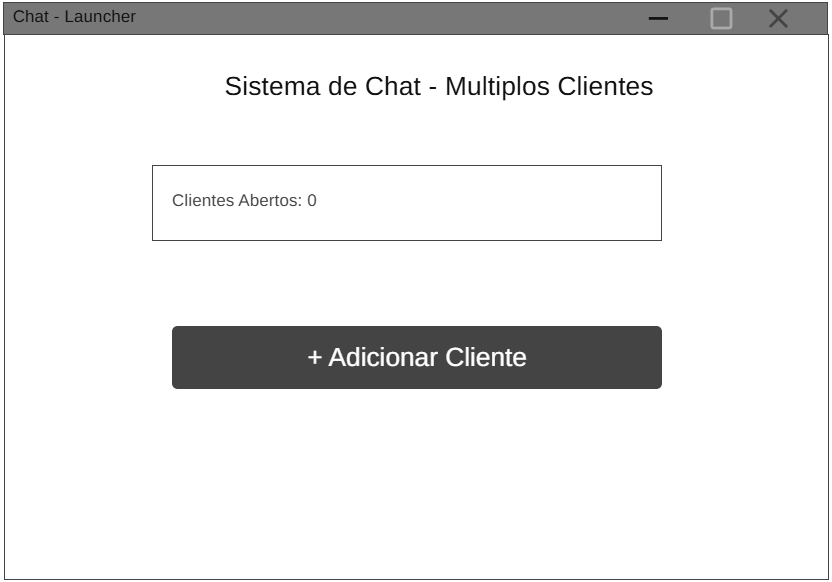 Chat - Launcher
Sistema de Chat - Multiplos Clientes
Clientes Abertos: 0
+ Adicionar Cliente